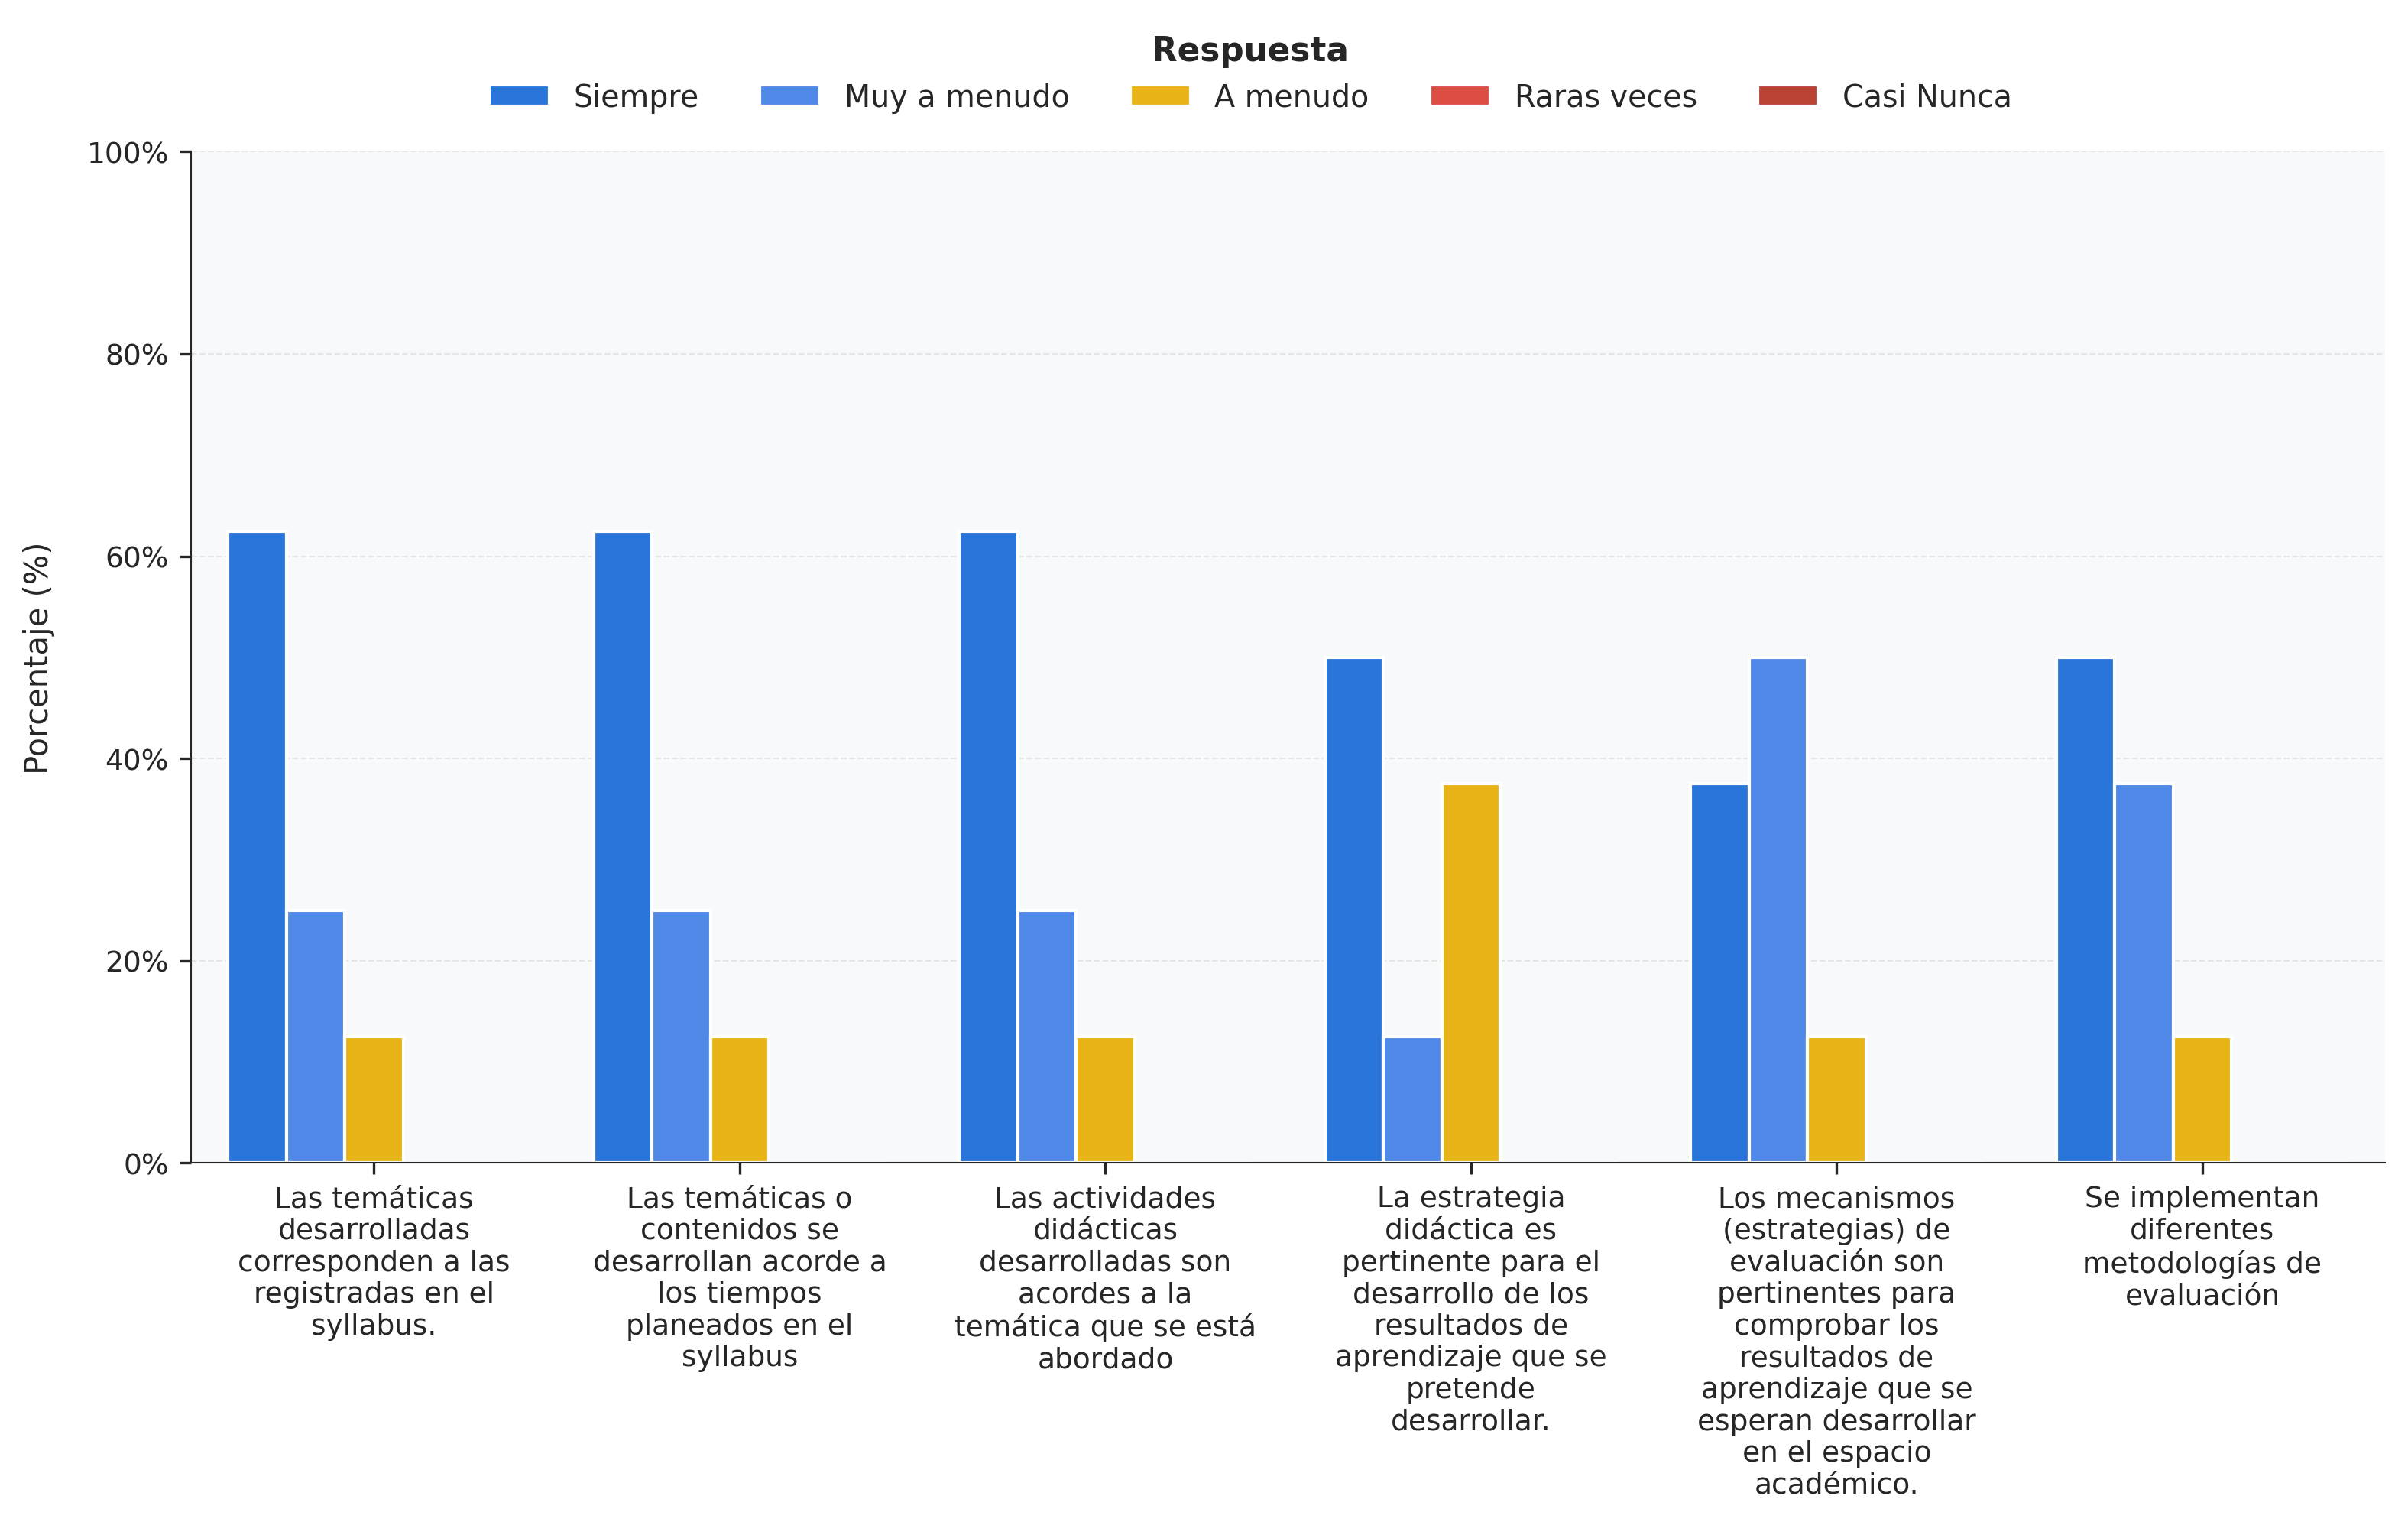 Respuesta
Siempre
Muy a menudo
A menudo
Raras veces
Casi Nunca
Porcentaje (%)
100%
80%
60%
40%
20%
0%
Las temáticas
desarrolladas
corresponden a las
registradas en el
syllabus.
Las temáticas o
contenidos se
desarrollan acorde a
los tiempos
planeados en el
syllabus
Las actividades
didácticas
desarrolladas son
acordes a la
temática que se está
abordado
La estrategia
didáctica es
pertinente para el
desarrollo de los
resultados de
aprendizaje que se
pretende
desarrollar.
Los mecanismos
(estrategias) de
evaluación son
pertinentes para
comprobar los
resultados de
aprendizaje que se
esperan desarrollar
en el espacio
académico.
Se implementan
diferentes
metodologías de
evaluación